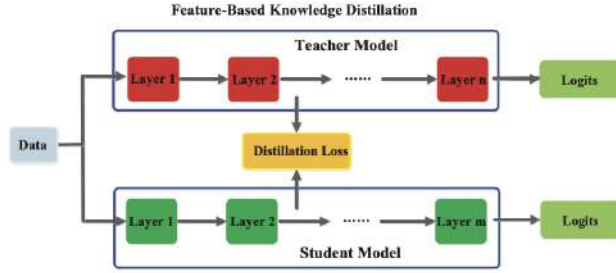 Feature-Based Knowledge Distillation
Teacher Model
Layer 1
Layer 2
......
Layer n
Logits
Data
Distillation Loss
Layer 1
Layer 2
......
Layer m
Logits
Student Model